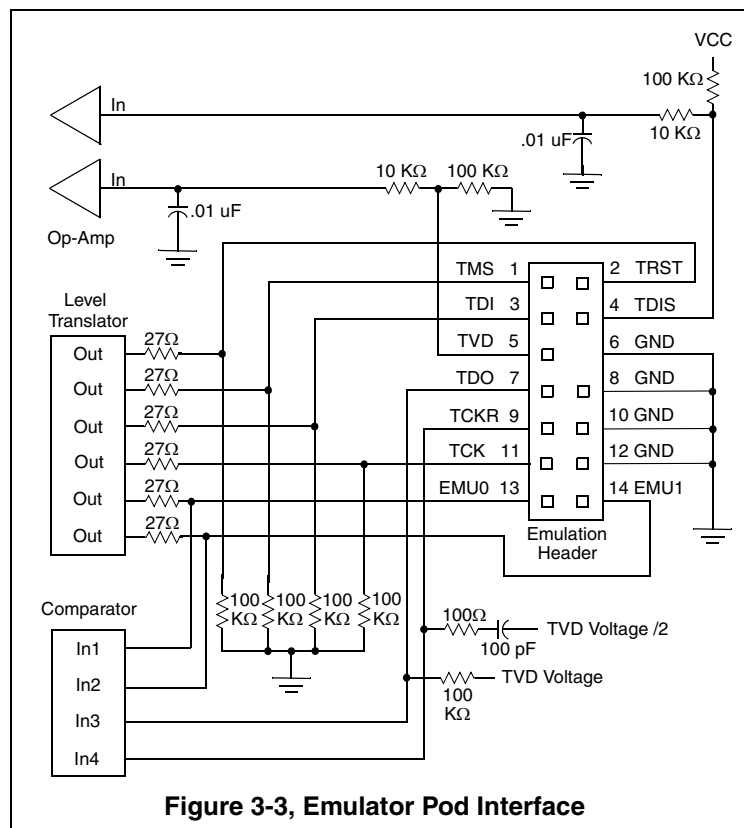 VCC
100 KΩ
In
10 KΩ
.01 uF
In
10 KΩ 100 KΩ
.01 uF
Op-Amp
TMS 1
2 TRST
TDI 3
4 TDIS
TVD 5
6 GND
TDO 7
8 GND
TCKR 9
10 GND
TCK 11
12 GND
EMU0 13
14 EMU1
Emulation
Header
Level
Translator
Out
27Ω
Out
27Ω
Out
27Ω
Out
27Ω
Out
27Ω
Out
27Ω
100
KΩ
100
KΩ
100
KΩ
100
KΩ
Comparator
In1
In2
In3
In4
100Ω
100 pF
TVD Voltage /2
100
KΩ
TVD Voltage
Figure 3-3, Emulator Pod Interface